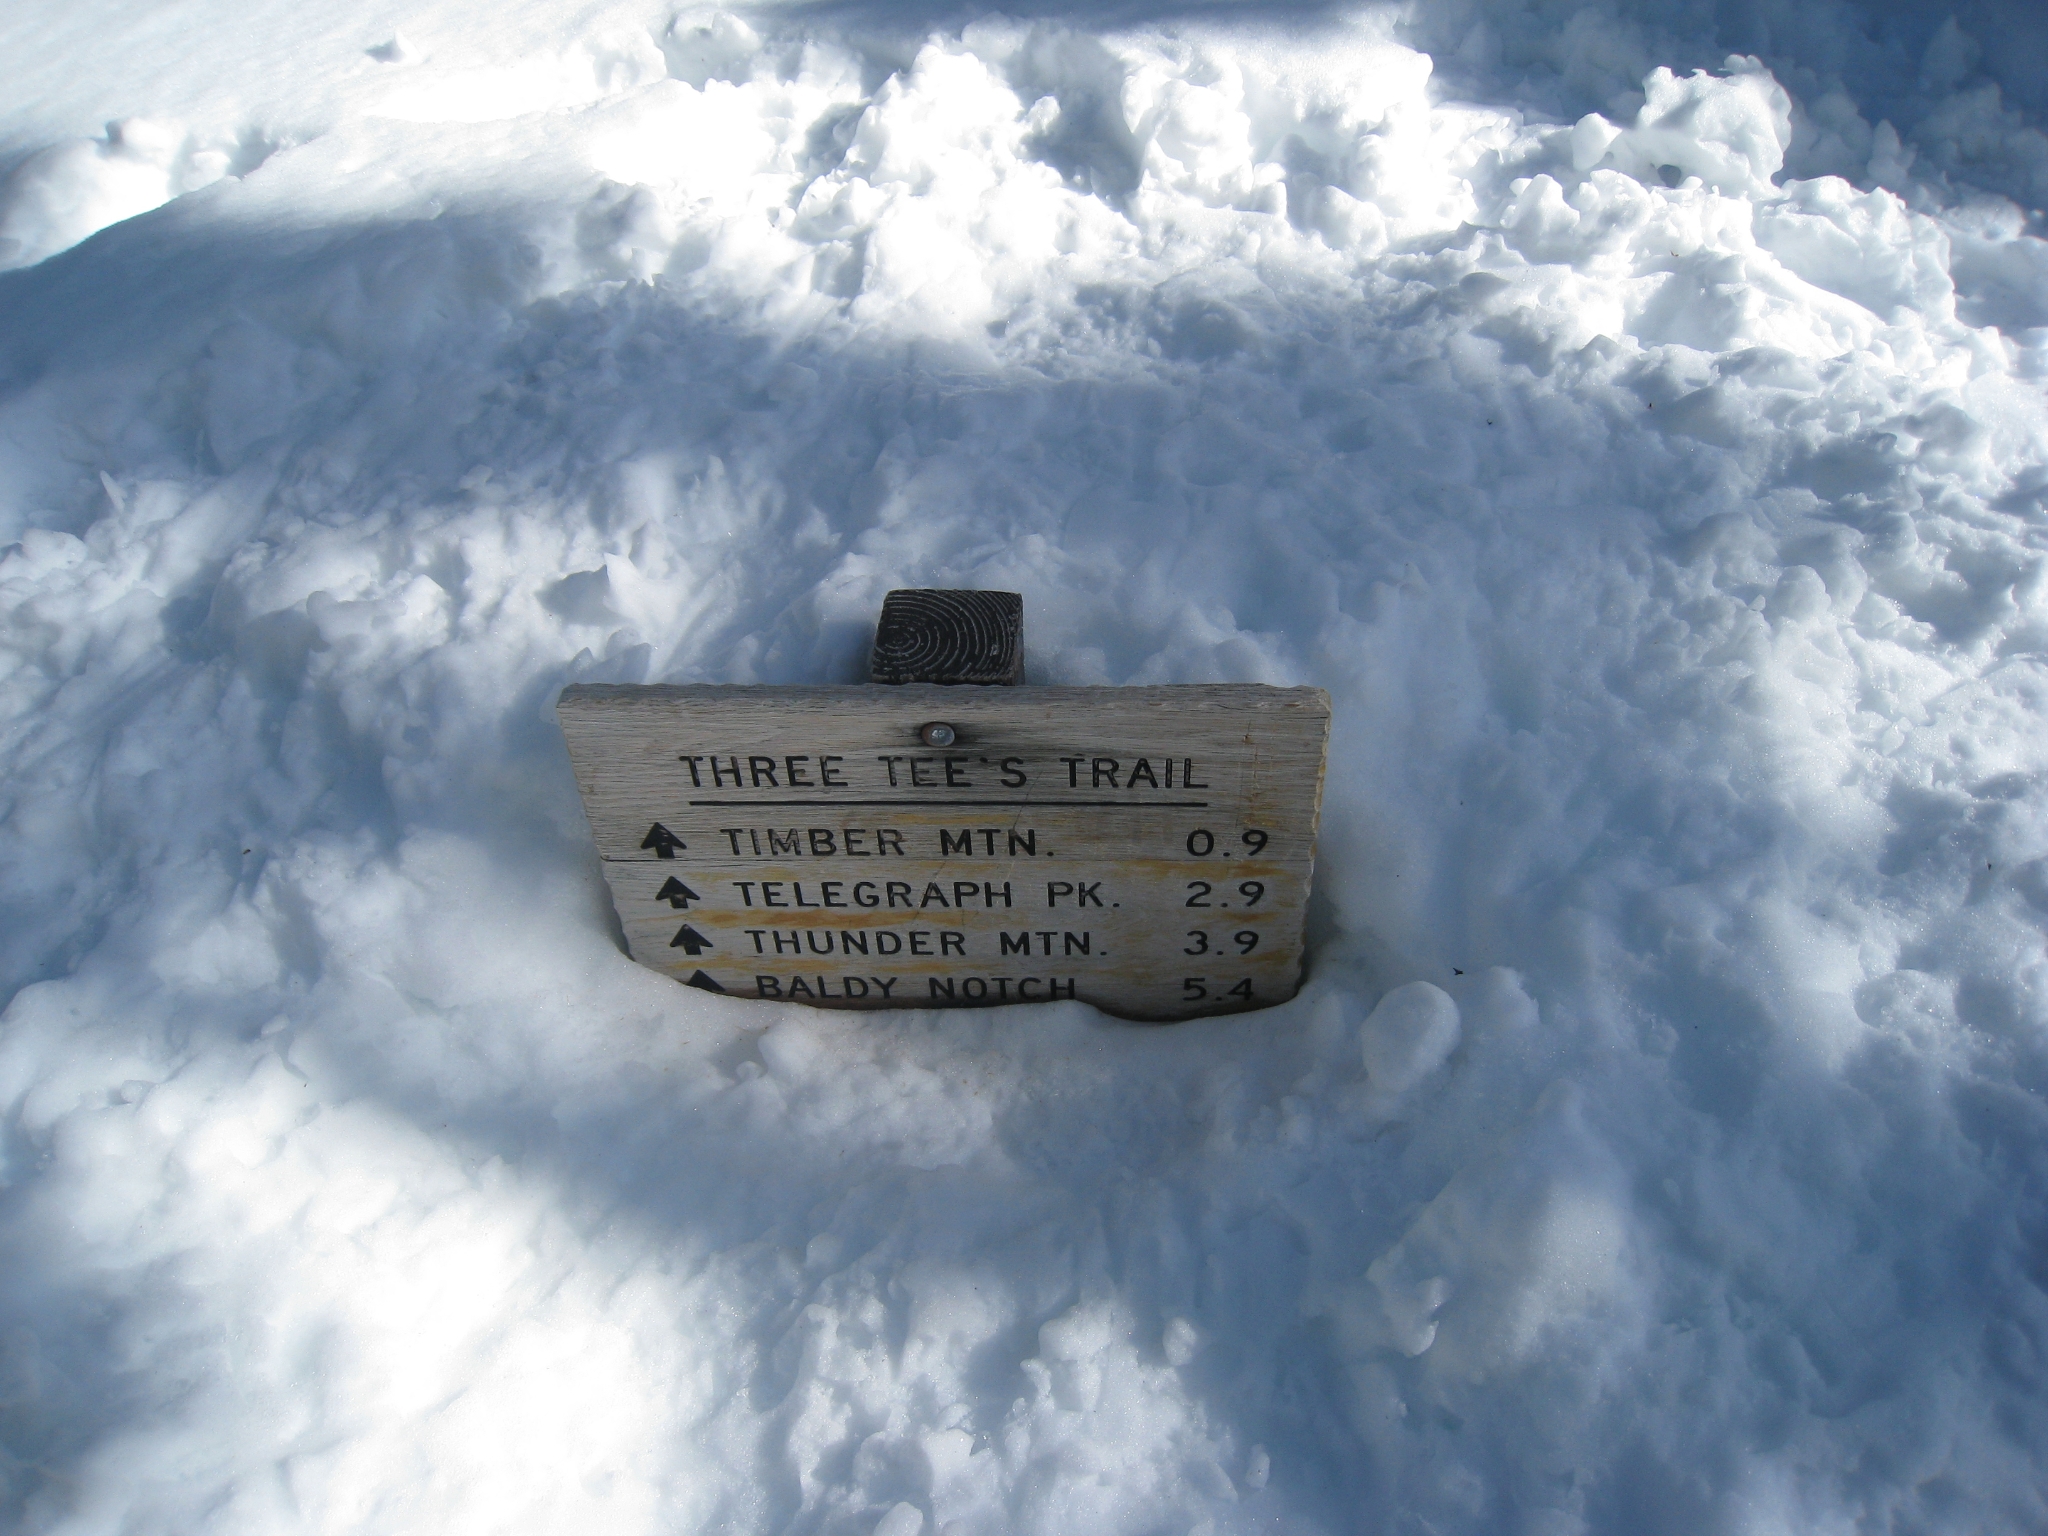 THREE TEE'S TRAIL
TIMBER MTN. 0.9
TELEGRAPH PK. 2.9
THUNDER MTN. 3.9
BALDY NOTCH 5.4